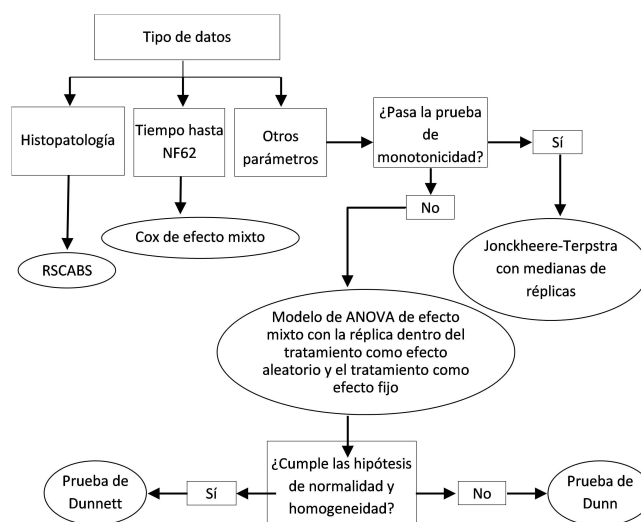 Tipo de datos
Histopatología
Tiempo hasta
NF62
Otros
parámetros
¿Pasa la prueba
de
monotonicidad?
Sí
No
RSCABS
Cox de efecto mixto
Jonckheere-Terpstra
con medianas de
réplicas
Modelo de ANOVA de efecto
mixto con la réplica dentro del
tratamiento como efecto
aleatorio y el tratamiento como
efecto fijo
¿Cumple las hipótesis
de normalidad y
homogeneidad?
Sí
No
Prueba de
Dunnett
Prueba de
Dunn